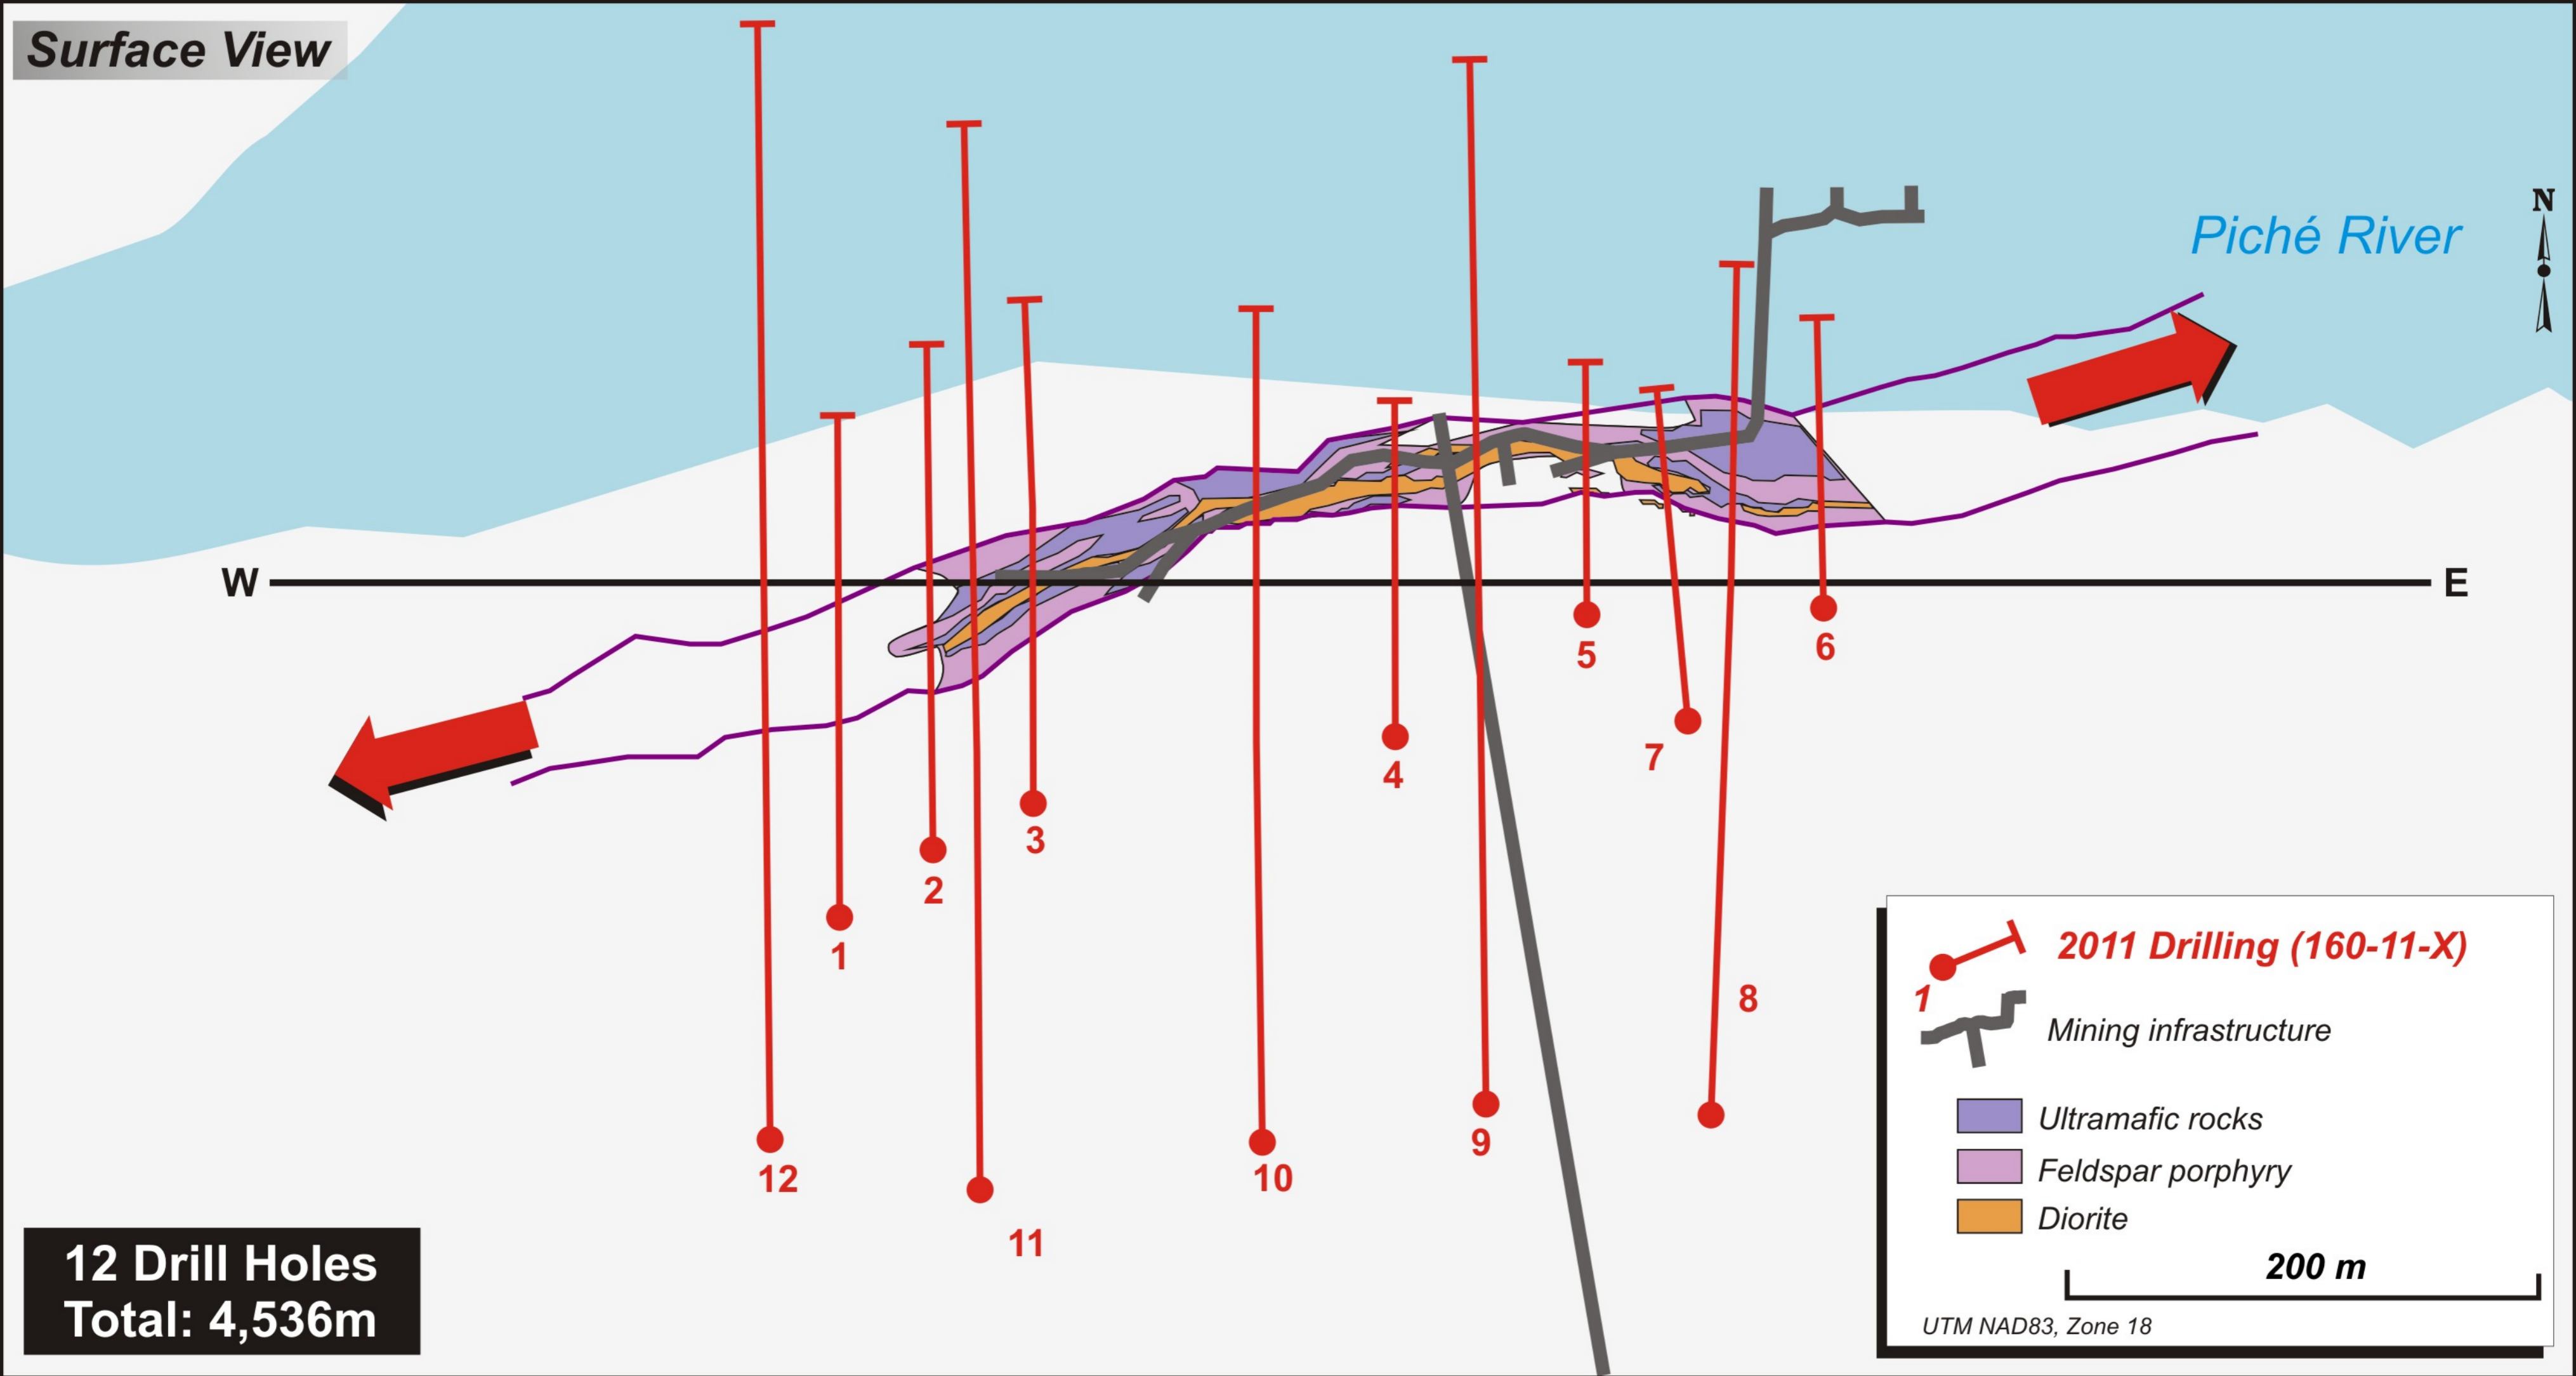 Surface View
N
Piché River
W
E
5
6
7
4
3
2
1
8
9
12
10
11
2011 Drilling (160-11-X)
1
Mining infrastructure
Ultramafic rocks
Feldspar porphyry
Diorite
200 m
UTM NAD83, Zone 18
12 Drill Holes
Total: 4,536m